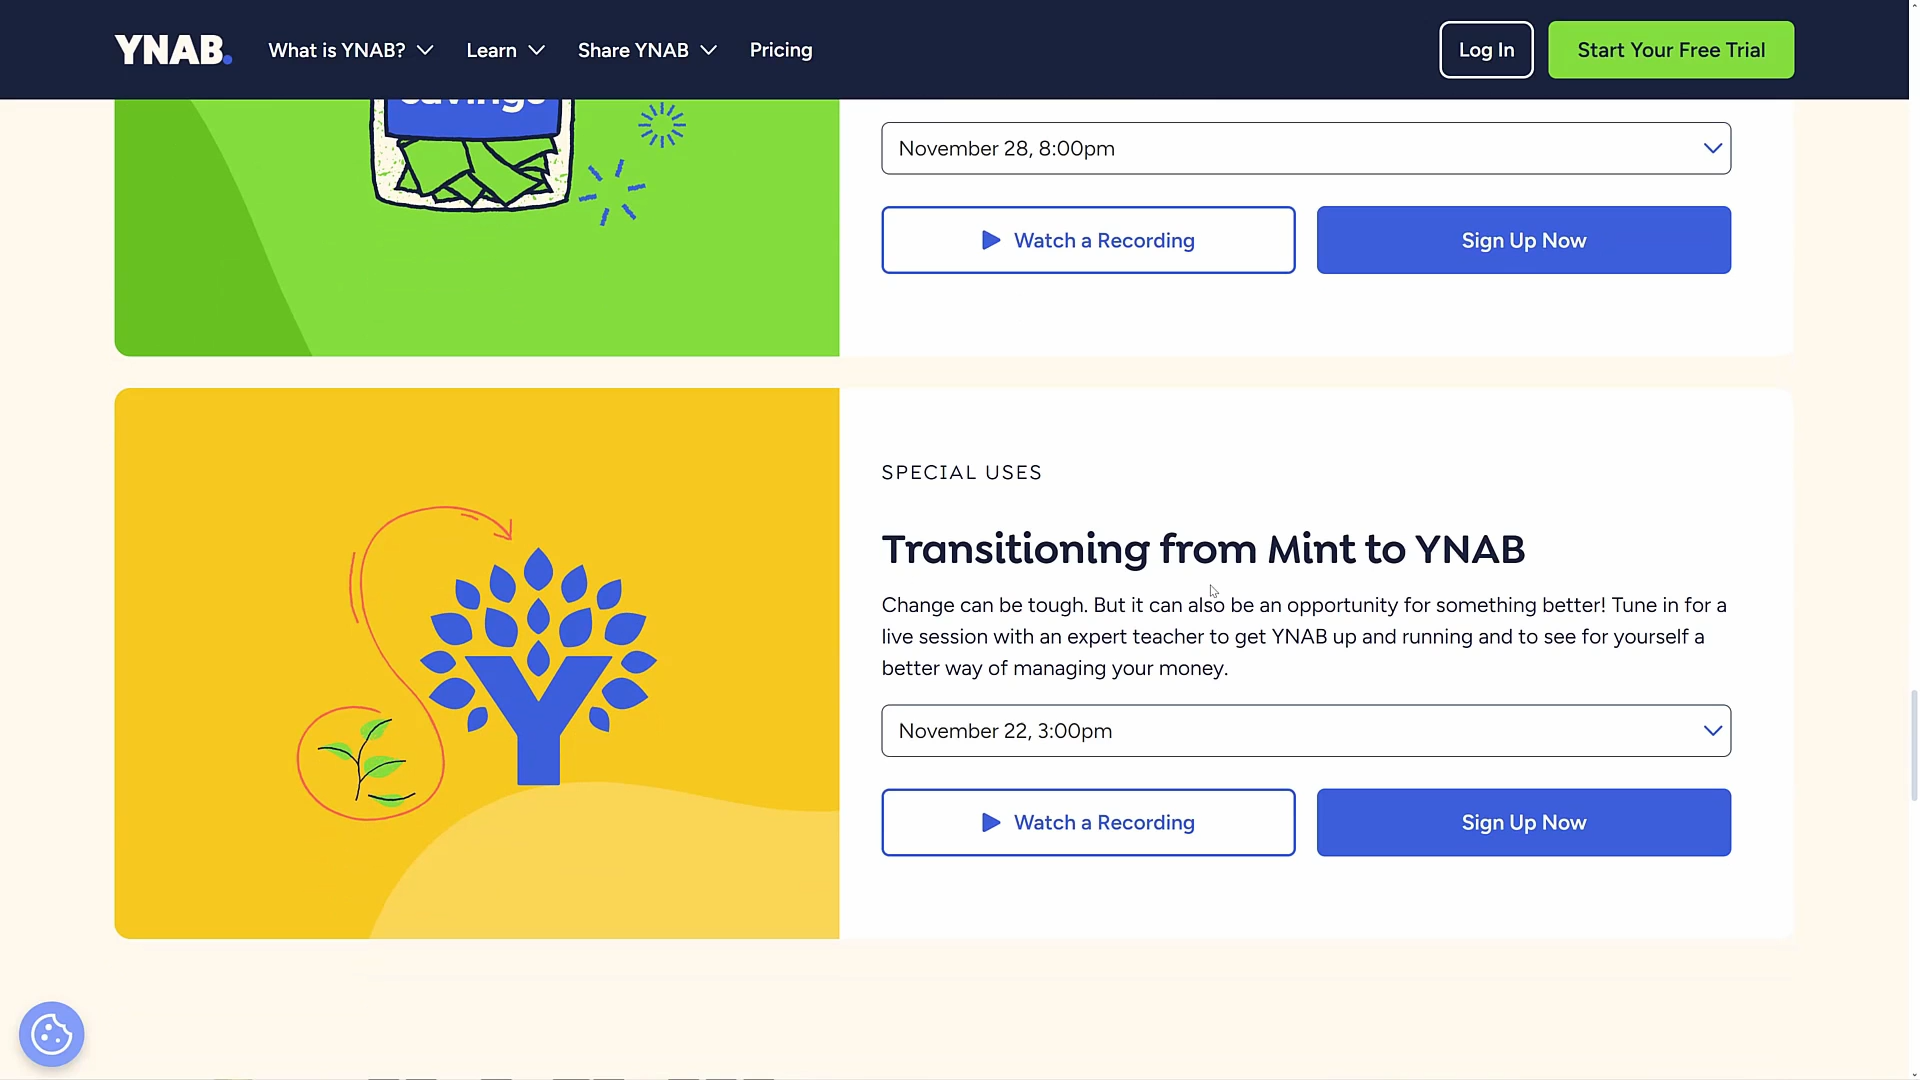 YNAB.
What is YNAB?
Learn
Share YNAB
Pricing
Log In
Start Your Free Trial
November 28, 8:00pm
Watch a Recording
Sign Up Now
SPECIAL USES
Transitioning from Mint to YNAB
Change can be tough. But it can also be an opportunity for something better! Tune in for a
live session with an expert teacher to get YNAB up and running and to see for yourself a
better way of managing your money.
November 22, 3:00pm
Watch a Recording
Sign Up Now
Y